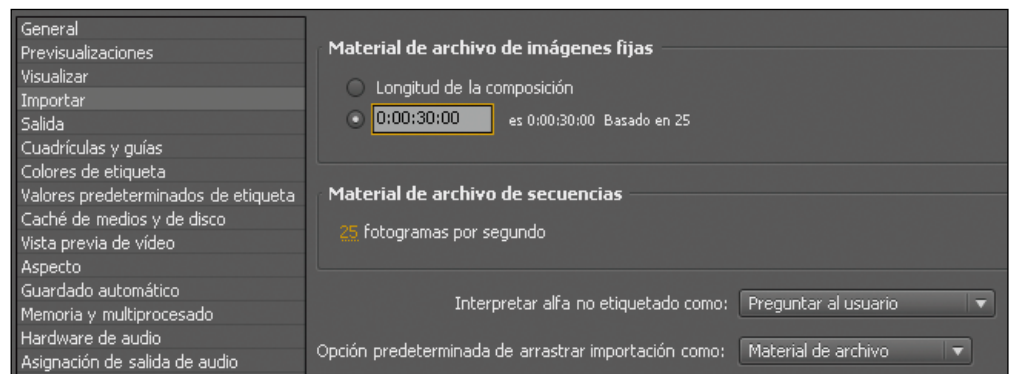 General
Previsualizaciones
Visualizar
Importar
Salida
Cuadrículas y guías
Colores de etiqueta
Valores predeterminados de etiqueta
Caché de medios y de disco
Vista previa de vídeo
Aspecto
Guardado automático
Memoria y multiprocesado
Hardware de audio
Asignación de salida de audio
Material de archivo de imágenes fijas
Longitud de la composición
0:00:30:00 es 0:00:30:00 Basado en 25
Material de archivo de secuencias
25 fotogramas por segundo
Interpretar alfa no etiquetado como: Preguntar al usuario
Opción predeterminada de arrastrar importación como: Material de archivo